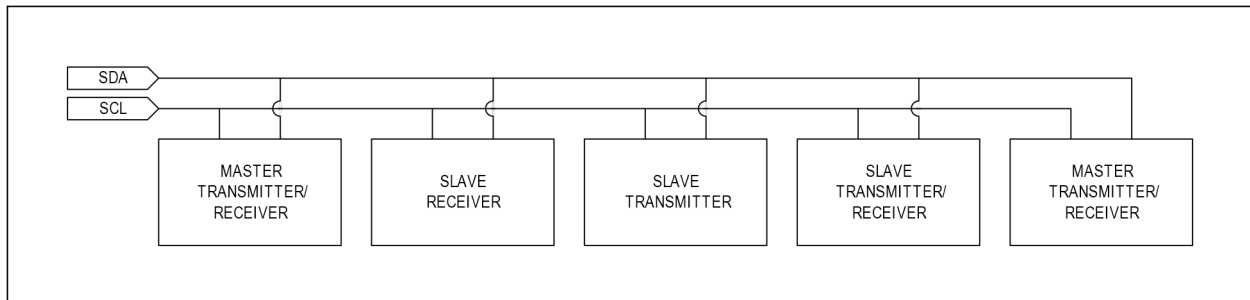 SDA
SCL
MASTER
TRANSMITTER/
RECEIVER
SLAVE
RECEIVER
SLAVE
TRANSMITTER
SLAVE
TRANSMITTER/
RECEIVER
MASTER
TRANSMITTER/
RECEIVER